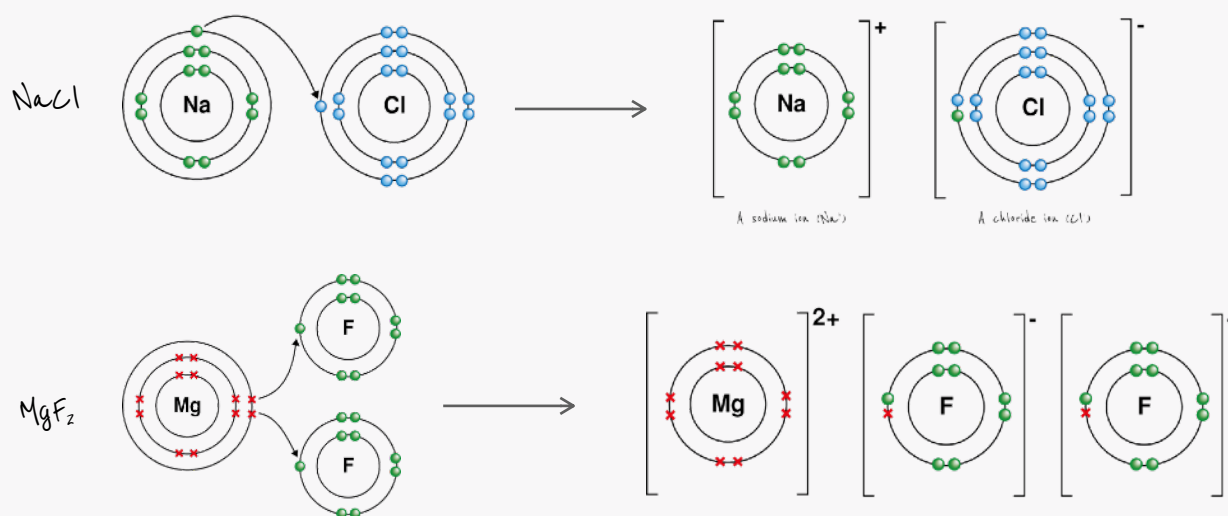 NaCl
Na
Cl
Na
+
Cl
-
A sodium ion (Na⁺)
A chloride ion (Cl)
MgF₂
Mg
F
F
Mg
2+
F
-
F
-